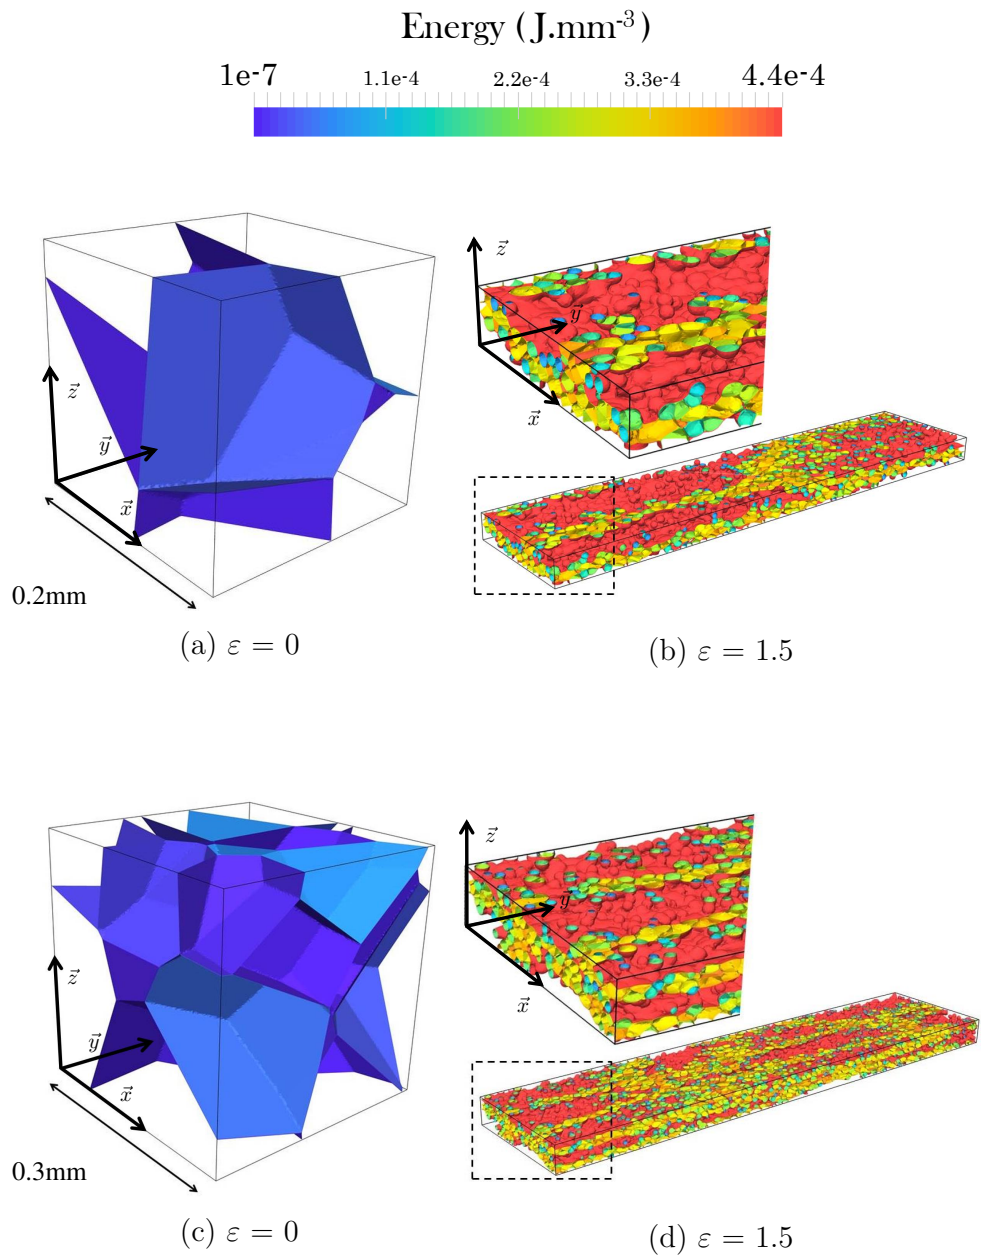 Energy (J.mm⁻³)
1e-7 1.1e-4 2.2e-4 3.3e-4 4.4e-4
z⃗
y⃗
x⃗
0.2mm
(a) ε = 0
z⃗
y⃗
x⃗
(b) ε = 1.5
z⃗
y⃗
x⃗
0.3mm
(c) ε = 0
z⃗
y⃗
x⃗
(d) ε = 1.5